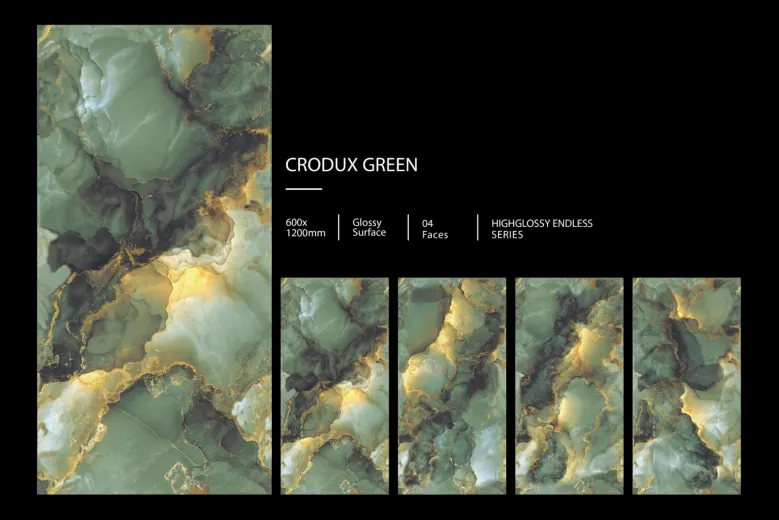 CRODUX GREEN
600x
1200mm
Glossy
Surface
04
Faces
HIGHGLOSSY ENDLESS
SERIES